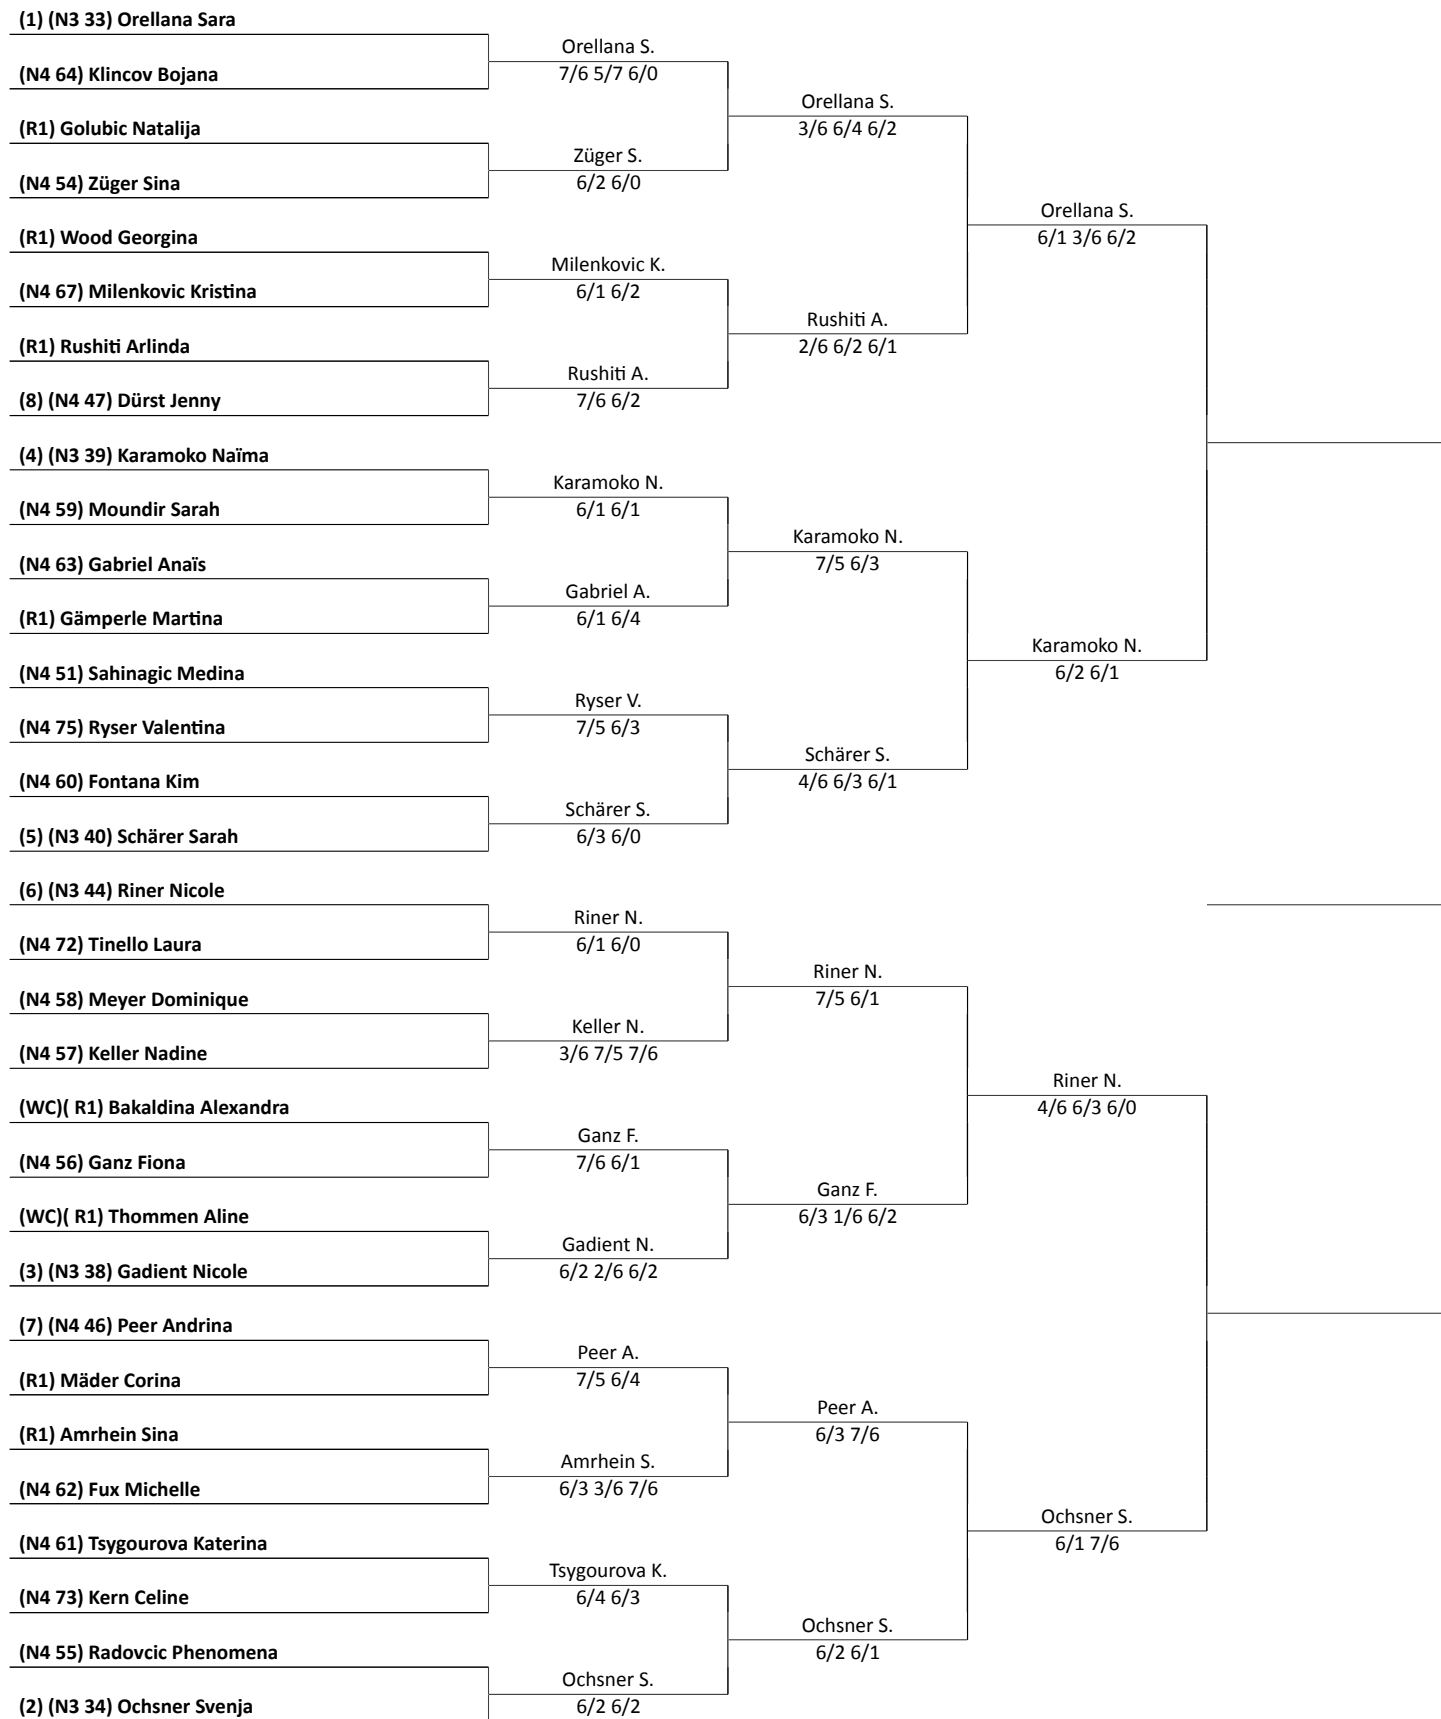 (1) (N3 33) Orellana Sara
Orellana S.
(N4 64) Klincov Bojana
7/6 5/7 6/0
Orellana S.
(R1) Golubic Natalija
3/6 6/4 6/2
Züger S.
(N4 54) Züger Sina
6/2 6/0
Orellana S.
(R1) Wood Georgina
6/1 3/6 6/2
Milenkovic K.
(N4 67) Milenkovic Kristina
6/1 6/2
Rushiti A.
(R1) Rushiti Arlinda
2/6 6/2 6/1
Rushiti A.
(8) (N4 47) Dürst Jenny
7/6 6/2
(4) (N3 39) Karamoko Naïma
Karamoko N.
(N4 59) Moundir Sarah
6/1 6/1
Karamoko N.
(N4 63) Gabriel Anaïs
7/5 6/3
Gabriel A.
(R1) Gämperle Martina
6/1 6/4
Karamoko N.
(N4 51) Sahinagic Medina
6/2 6/1
Ryser V.
(N4 75) Ryser Valentina
7/5 6/3
Schärer S.
(N4 60) Fontana Kim
4/6 6/3 6/1
Schärer S.
(5) (N3 40) Schärer Sarah
6/3 6/0
(6) (N3 44) Riner Nicole
Riner N.
(N4 72) Tinello Laura
6/1 6/0
Riner N.
(N4 58) Meyer Dominique
7/5 6/1
Keller N.
(N4 57) Keller Nadine
3/6 7/5 7/6
Riner N.
(WC)( R1) Bakaldina Alexandra
4/6 6/3 6/0
Ganz F.
(N4 56) Ganz Fiona
7/6 6/1
Ganz F.
(WC)( R1) Thommen Aline
6/3 1/6 6/2
Gadient N.
(3) (N3 38) Gadient Nicole
6/2 2/6 6/2
(7) (N4 46) Peer Andrina
Peer A.
(R1) Mäder Corina
7/5 6/4
Peer A.
(R1) Amrhein Sina
6/3 7/6
Amrhein S.
(N4 62) Fux Michelle
6/3 3/6 7/6
Ochsner S.
(N4 61) Tsygourova Katerina
6/1 7/6
Tsygourova K.
(N4 73) Kern Celine
6/4 6/3
Ochsner S.
(N4 55) Radovcic Phenomena
6/2 6/1
Ochsner S.
(2) (N3 34) Ochsner Svenja
6/2 6/2